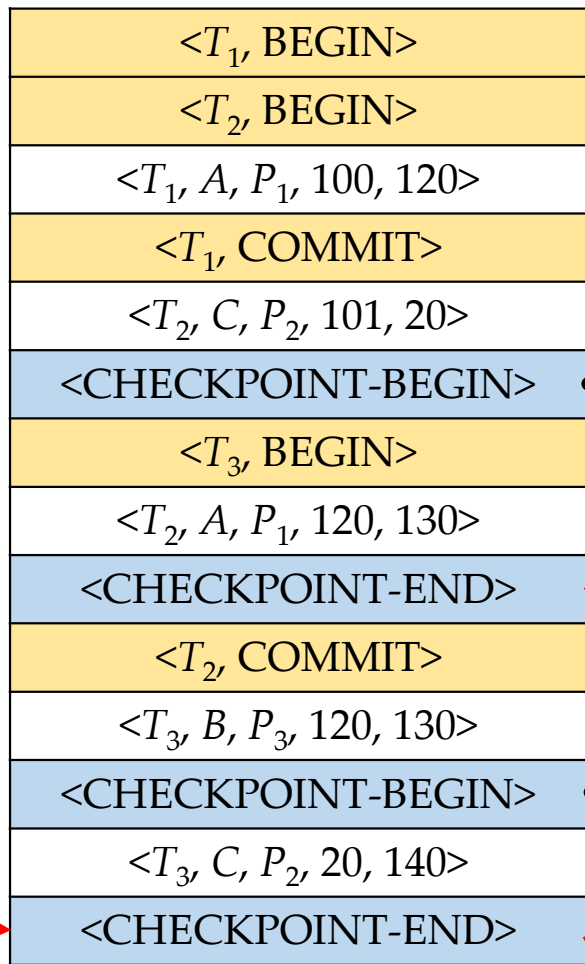 <T₁, BEGIN>
<T₂, BEGIN>
<T₁, A, P₁, 100, 120>
<T₁, COMMIT>
<T₂, C, P₂, 101, 20>
<CHECKPOINT-BEGIN>
<T₃, BEGIN>
<T₂, A, P₁, 120, 130>
<CHECKPOINT-END>
<T₂, COMMIT>
<T₃, B, P₃, 120, 130>
<CHECKPOINT-BEGIN>
<T₃, C, P₂, 20, 140>
<CHECKPOINT-END>